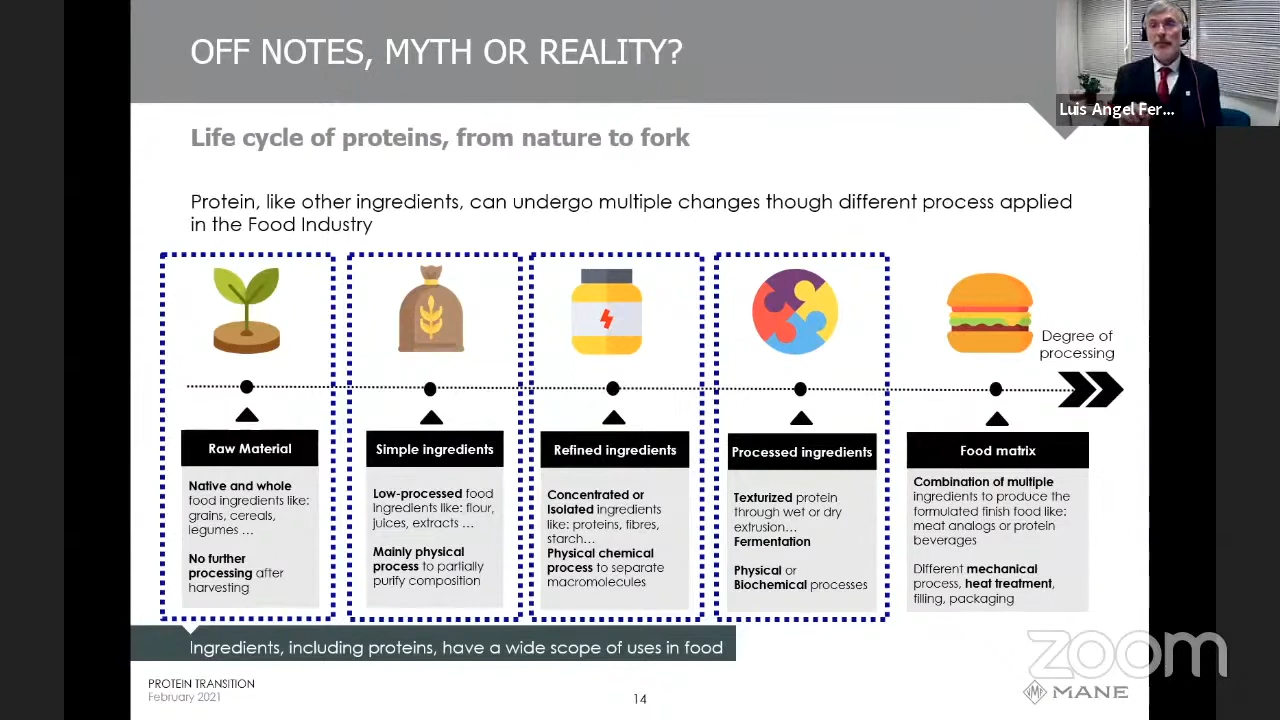 OFF NOTES, MYTH OR REALITY?
Luis Angel Fer...
Life cycle of proteins, from nature to fork
Protein, like other ingredients, can undergo multiple changes though different process applied
in the Food Industry
Degree of
processing
Raw Material
Native and whole
food ingredients like:
grains, cereals,
legumes ...
No further
processing after
harvesting
Simple ingredients
Low-processed food
ingredients like: flour,
juices, extracts ...
Mainly physical
process to partially
purify composition
Refined ingredients
Concentrated or
Isolated ingredients
like: proteins, fibres,
starch...
Physical chemical
process to separate
macromolecules
Processed ingredients
Texturized protein
through wet or dry
extrusion...
Fermentation
Physical or
Biochemical processes
Food matrix
Combination of multiple
ingredients to produce the
formulated finish food like:
meat analogs or protein
beverages
Different mechanical
process, heat treatment,
filling, packaging
Ingredients, including proteins, have a wide scope of uses in food
PROTEIN TRANSITION
February 2021
14
zoom
MANE